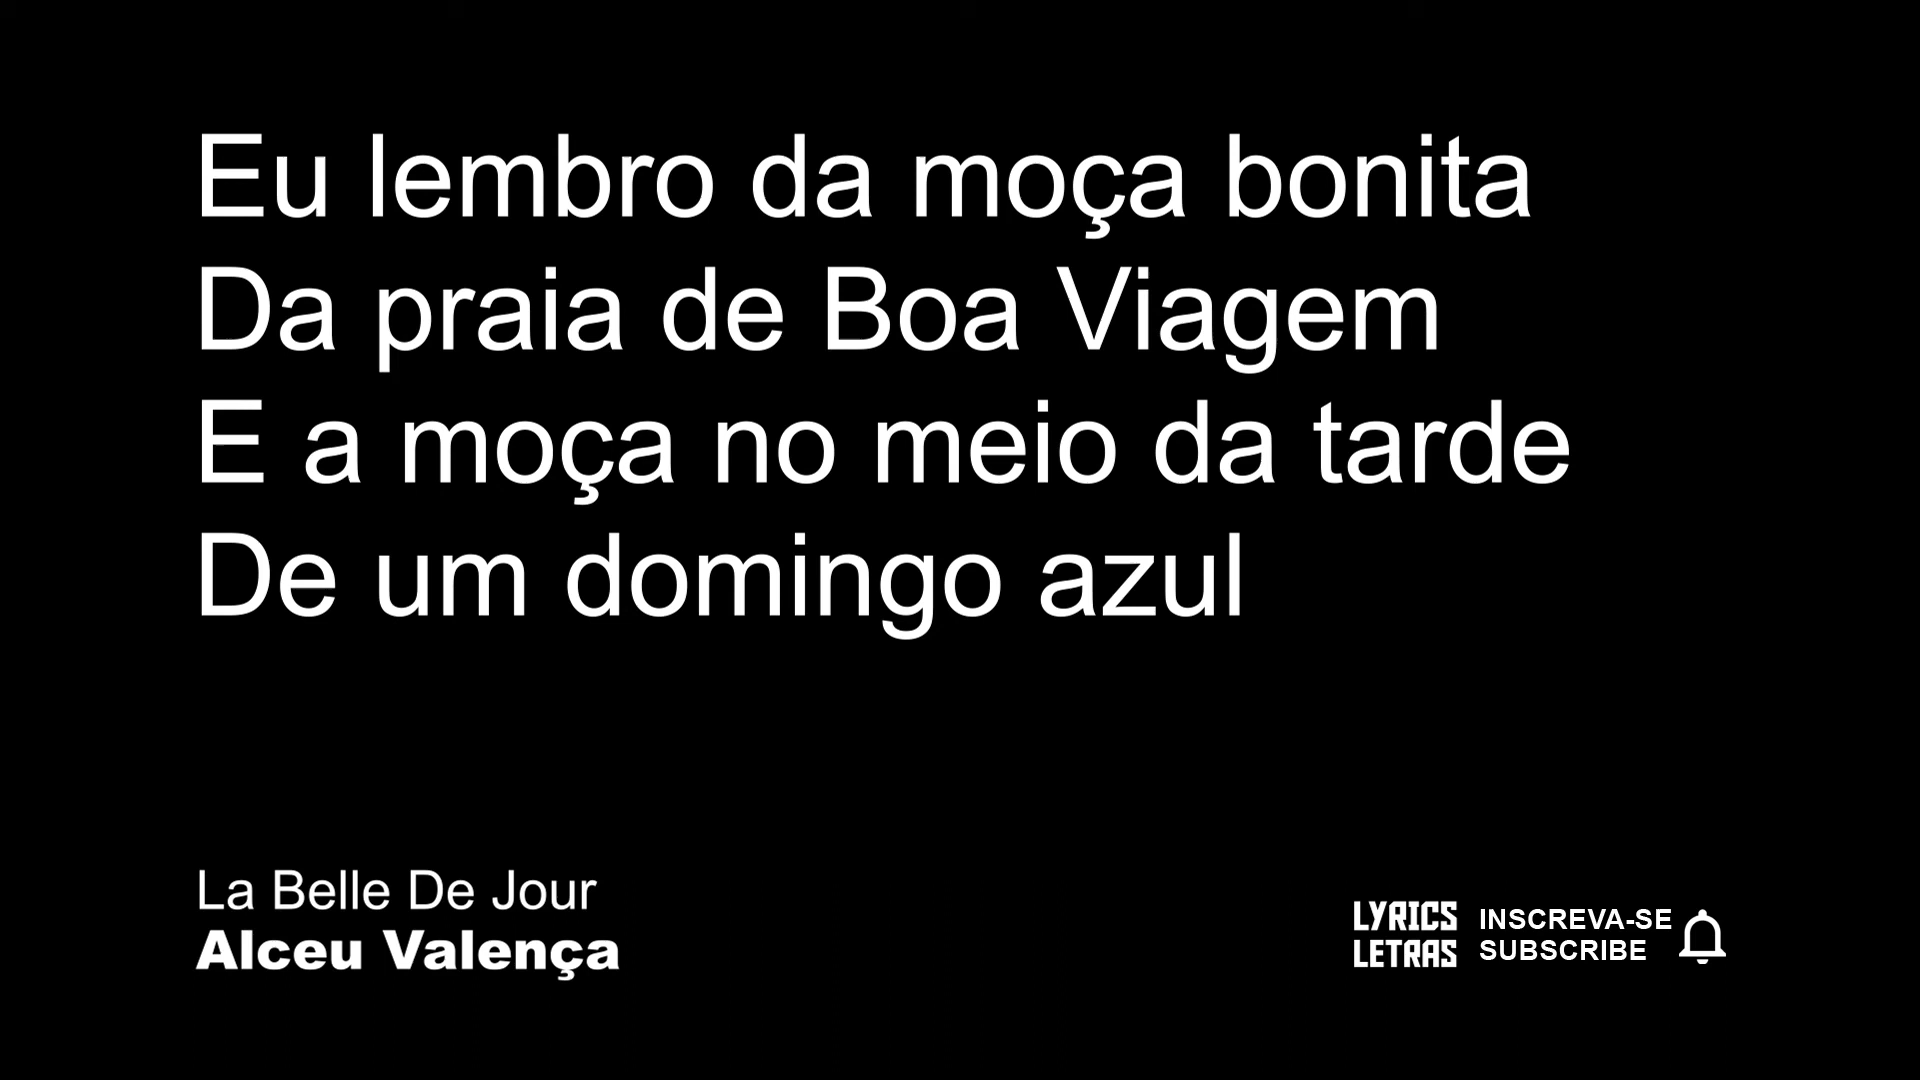 Eu lembro da moça bonita
Da praia de Boa Viagem
E a moça no meio da tarde
De um domingo azul
La Belle De Jour
Alceu Valença
LYRICS
LETRAS
INSCREVA-SE
SUBSCRIBE